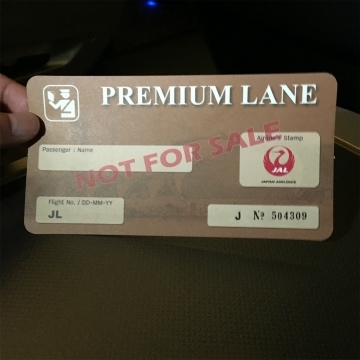 PREMIUM LANE
Passenger : Name
Airline's Stamp
NOT FOR SALE
JAL
JAPAN AIRLINES
Flight No. / DD-MM-YY
JL
J № 504309